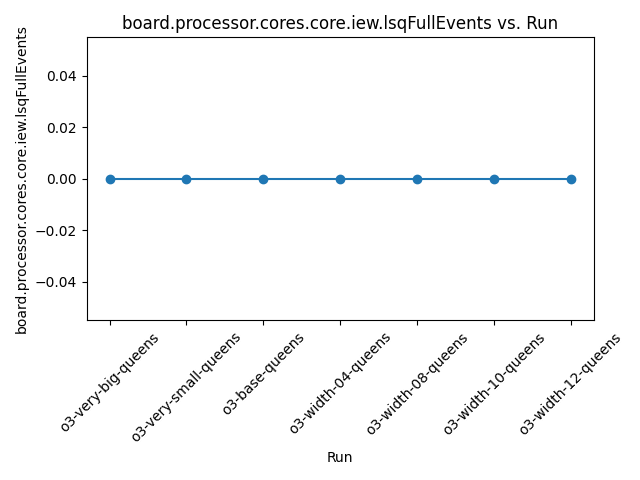 board.processor.cores.core.iew.lsqFullEvents vs. Run
board.processor.cores.core.iew.lsqFullEvents
0.04
0.02
0.00
−0.02
−0.04
o3-very-big-queens
o3-very-small-queens
o3-base-queens
o3-width-04-queens
o3-width-08-queens
o3-width-10-queens
o3-width-12-queens
Run